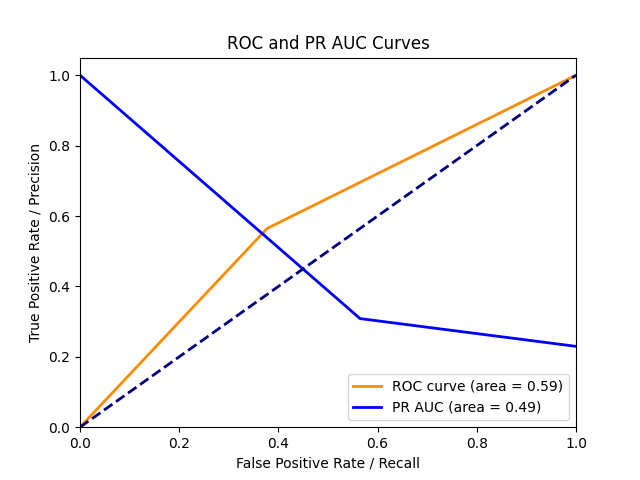 ROC and PR AUC Curves
True Positive Rate / Precision
1.0
0.8
0.6
0.4
0.2
0.0
0.0 0.2 0.4 0.6 0.8 1.0
False Positive Rate / Recall
ROC curve (area = 0.59)
PR AUC (area = 0.49)